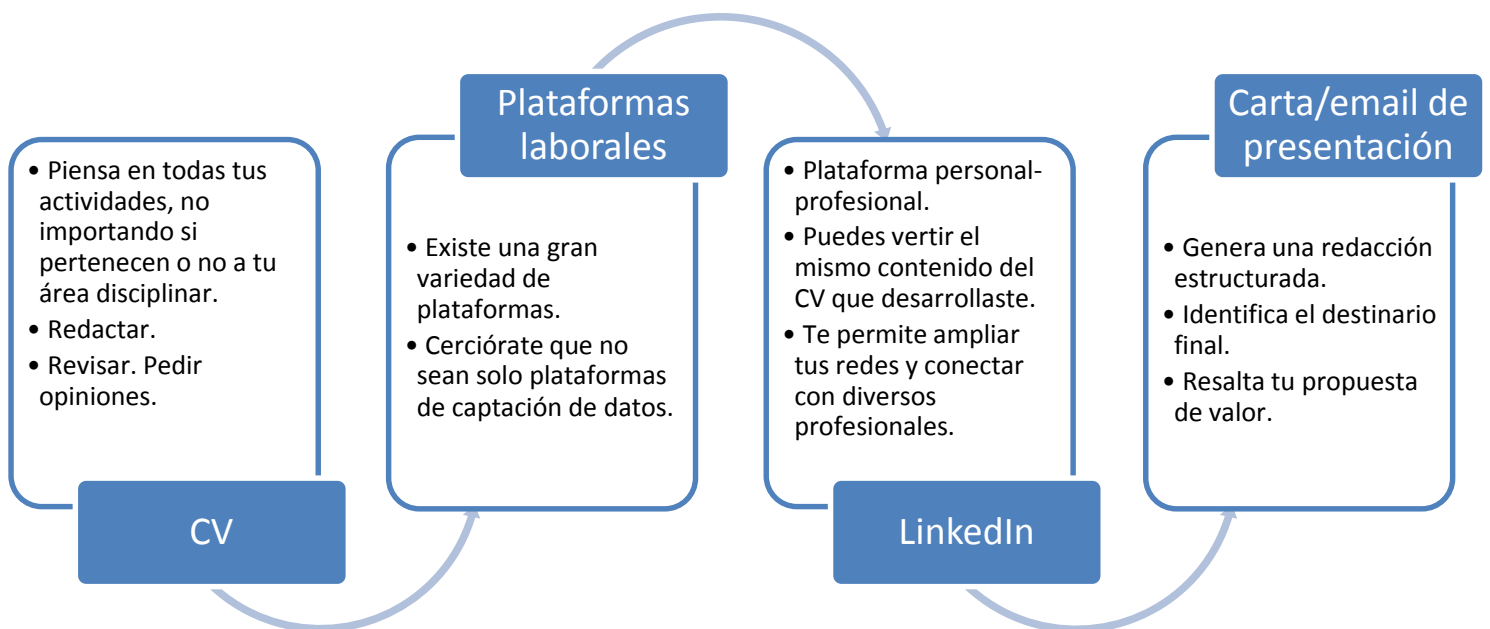 • Piensa en todas tus
actividades, no
importando si
pertenecen o no a tu
área disciplinar.
• Redactar.
• Revisar. Pedir
opiniones.
CV
Plataformas
laborales
• Existe una gran
variedad de
plataformas.
• Cerciórate que no
sean solo plataformas
de captación de datos.
• Plataforma personal-
profesional.
• Puedes vertir el
mismo contenido del
CV que desarrollaste.
• Te permite ampliar
tus redes y conectar
con diversos
profesionales.
LinkedIn
Carta/email de
presentación
• Genera una redacción
estructurada.
• Identifica el destinario
final.
• Resalta tu propuesta
de valor.